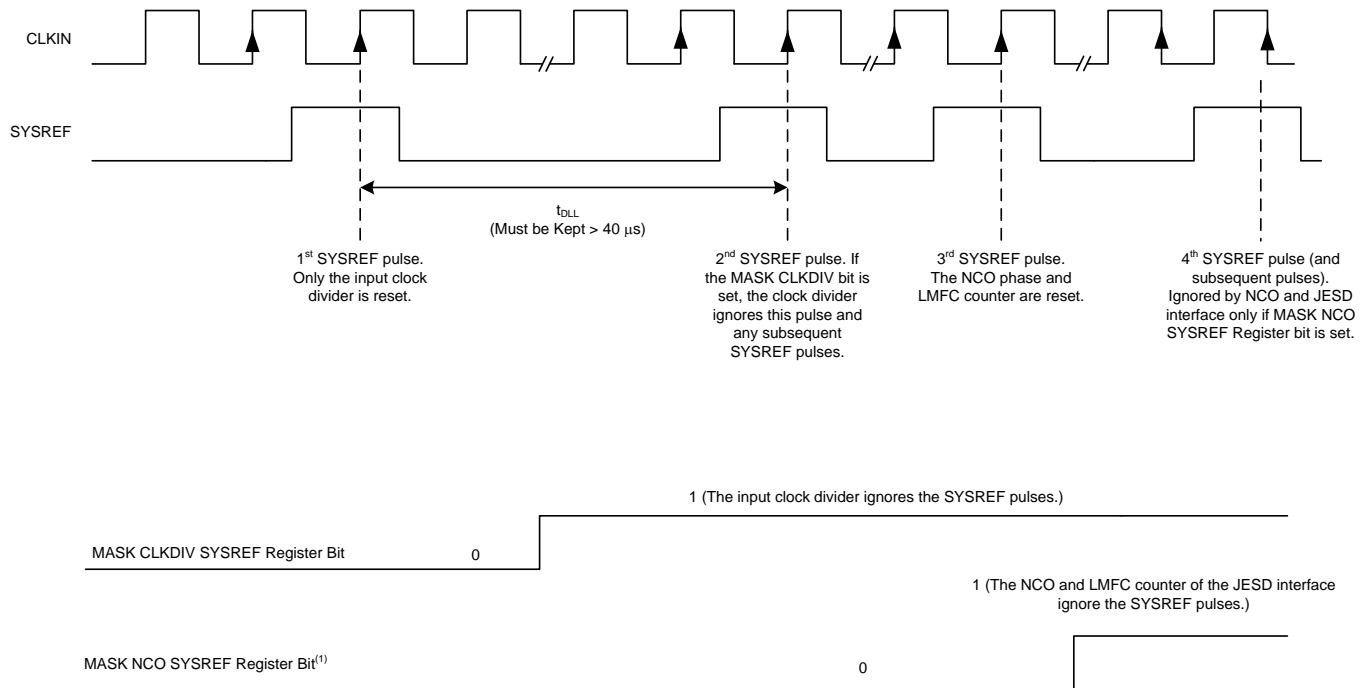 CLKIN
SYSREF
t_DLL
(Must be Kept > 40 μs)
1st SYSREF pulse.
Only the input clock
divider is reset.
2nd SYSREF pulse. If
the MASK CLKDIV bit is
set, the clock divider
ignores this pulse and
any subsequent
SYSREF pulses.
3rd SYSREF pulse.
The NCO phase and
LMFC counter are reset.
4th SYSREF pulse (and
subsequent pulses).
Ignored by NCO and JESD
interface only if MASK NCO
SYSREF Register bit is set.
1 (The input clock divider ignores the SYSREF pulses.)
MASK CLKDIV SYSREF Register Bit
0
1 (The NCO and LMFC counter of the JESD interface
ignore the SYSREF pulses.)
MASK NCO SYSREF Register Bit(1)
0